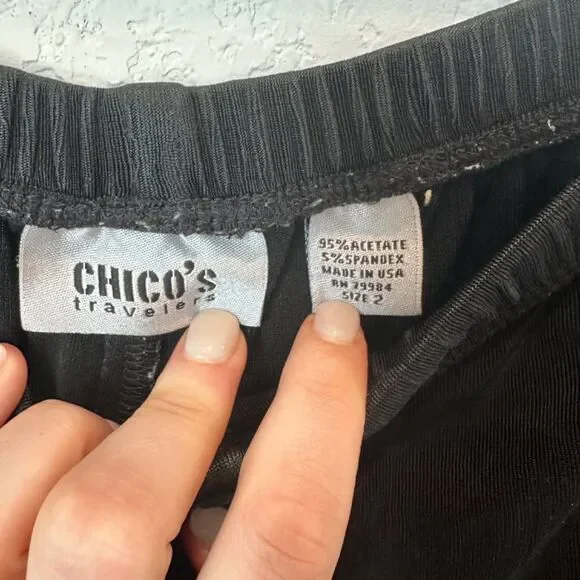 CHICO'S
travelers
95% ACETATE
5% SPANDEX
MADE IN USA
RN 79984
SIZE 2